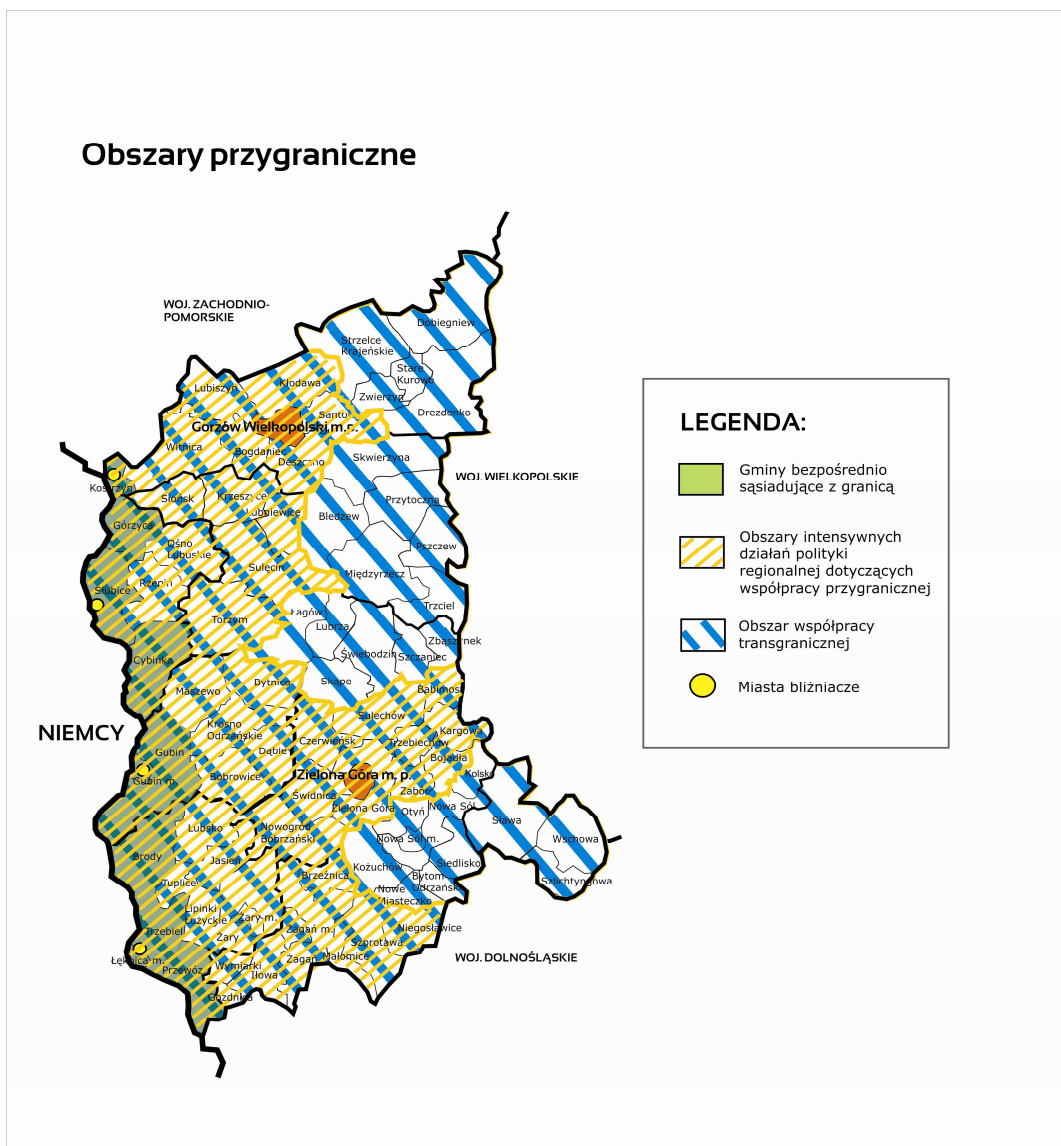 Obszary przygraniczne
WOJ. ZACHODNIO-
POMORSKIE
Dobiegniew
Strzelce
Krajeńskie
Stare
Kurowo
Kłodawa
Lubiszyn
Zwierzyn
Drezdenko
Santo
Gorzów Wielkopolski m.p.
Witnica
Bogdaniec
Deszczno
Skwierzyna
WOJ. WIELKOPOLSKIE
Kostrzyn
Słońsk
Krzeszyce
Lubniewice
Przytoczna
Bledzew
Górzyca
Ośno
Lubuskie
Pszczew
Sulęcin
Międzyrzecz
Rzepin
Słubice
Trzciel
Torzym
Łagów
Lubrza
Zbąszynek
Świebodzin
Szczaniec
Cybinka
Skąpe
Bytnica
Babimost
Maszewo
Sulechów
Krosno
Odrzańskie
Kargowa
NIEMCY
Czerwieńsk
Trzebiechów
Gubin
Dąbie
Bojadła
Gubin m.
Bobrowice
Zielona Góra m. p.
Kolsko
Zabór
Świdnica
Zielona Góra
Otyń
Nowa Sól
Sława
Lubsko
Nowogród
Bobrzański
Nowa Sól m.
Wschowa
Brody
Jasień
Siedlisko
Kożuchów
Brzeźnica
Bytom
Odrzańsk
Tuplice
Nowe
Miasteczko
Szlichtyngowa
Lipinki
Łużyckie
Żary m.
Trzebiel
Żagań m.
Niegosławice
Żary
Szprotawa
Łęknica m.
Przewóz
Wymiarki
Żagań
Małomice
Iłowa
Gozdnica
WOJ. DOLNOŚLĄSKIE
LEGENDA:
Gminy bezpośrednio
sąsiadujące z granicą
Obszary intensywnych
działań polityki
regionalnej dotyczących
współpracy przygranicznej
Obszar współpracy
transgranicznej
Miasta bliźniacze